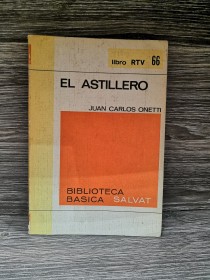 libro RTV 66
EL ASTILLERO
JUAN CARLOS ONETTI
BIBLIOTECA
BASICA SALVAT